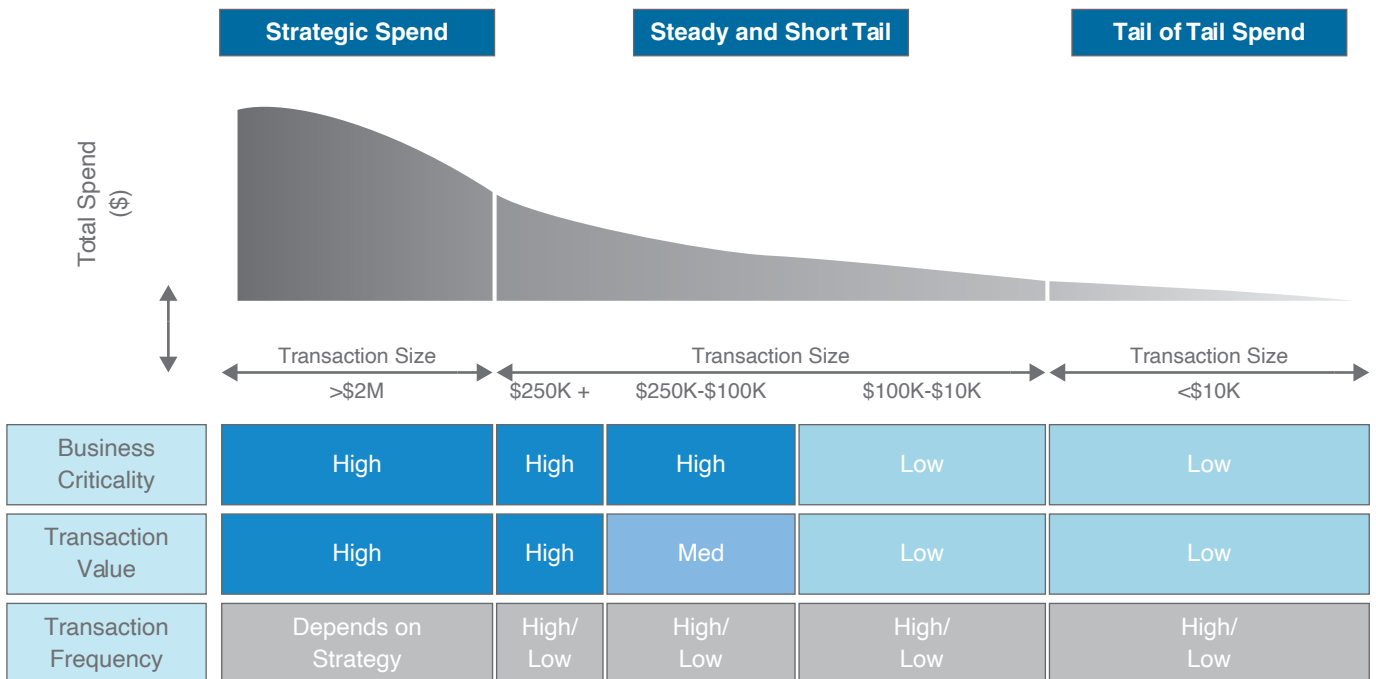 Strategic Spend
Steady and Short Tail
Tail of Tail Spend
Total Spend
($)
Transaction Size
Transaction Size
Transaction Size
>$2M
$250K +
$250K-$100K
$100K-$10K
<$10K
Business
Criticality
High
High
High
Low
Low
Transaction
Value
High
High
Med
Low
Low
Transaction
Frequency
Depends on
Strategy
High/
Low
High/
Low
High/
Low
High/
Low